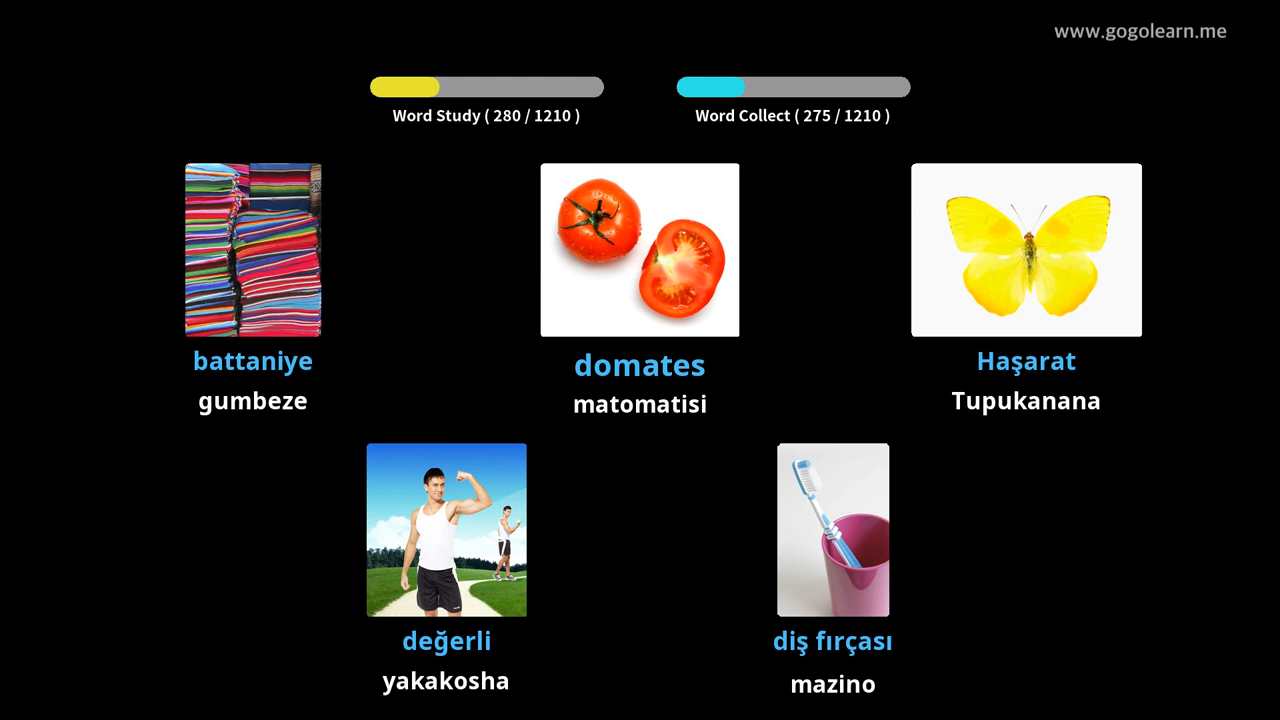 www.gogolearn.me
Word Study ( 280 / 1210 )
Word Collect ( 275 / 1210 )
battaniye
gumbeze
domates
matomatisi
Haşarat
Tupukanana
değerli
yakakosha
diş fırçası
mazino